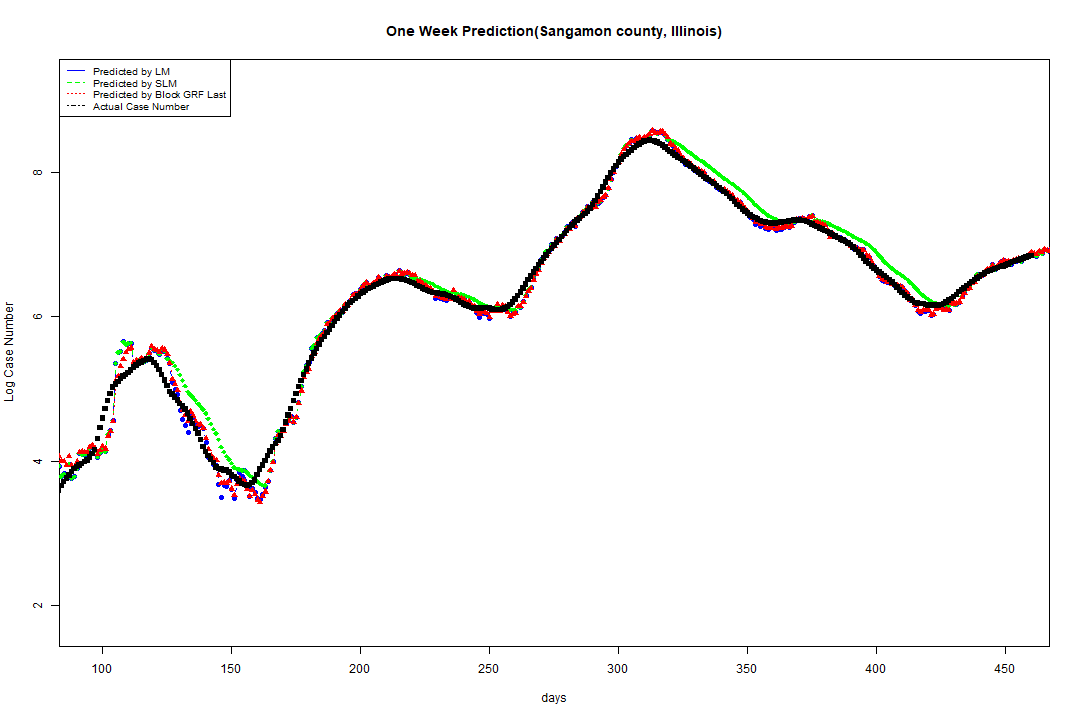 One Week Prediction(Sangamon county, Illinois)
Predicted by LM
Predicted by SLM
Predicted by Block GRF Last
Actual Case Number
8
6
4
2
Log Case Number
100 150 200 250 300 350 400 450
days